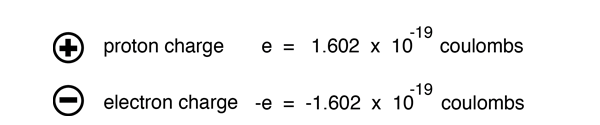 + proton charge e = 1.602 x 10^-19 coulombs
− electron charge -e = -1.602 x 10^-19 coulombs